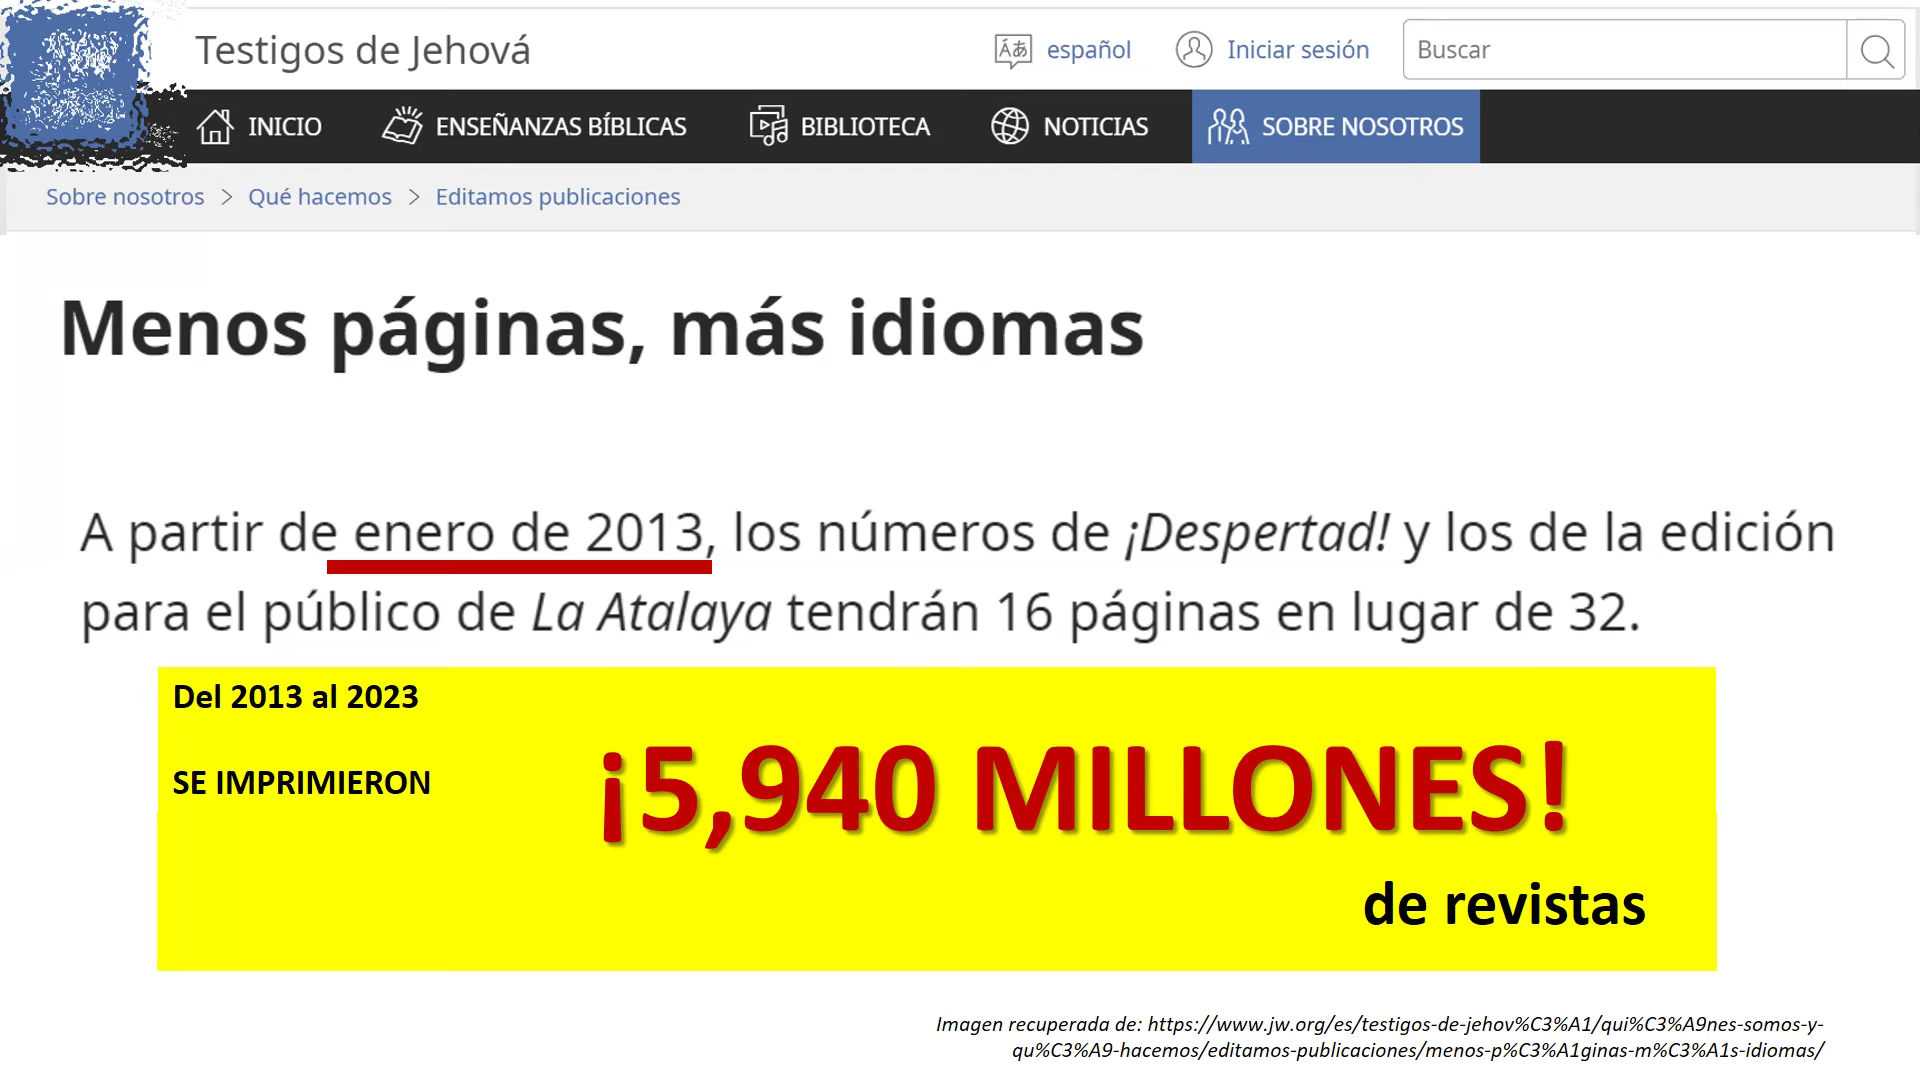 Testigos de Jehová
español
Iniciar sesión
Buscar
INICIO
ENSEÑANZAS BÍBLICAS
BIBLIOTECA
NOTICIAS
SOBRE NOSOTROS
Sobre nosotros > Qué hacemos > Editamos publicaciones
Menos páginas, más idiomas
A partir de enero de 2013, los números de ¡Despertad! y los de la edición
para el público de La Atalaya tendrán 16 páginas en lugar de 32.
Del 2013 al 2023
SE IMPRIMIERON
¡5,940 MILLONES!
de revistas
Imagen recuperada de: https://www.jw.org/es/testigos-de-jehov%C3%A1/qui%C3%A9nes-somos-y-
qu%C3%A9-hacemos/editamos-publicaciones/menos-p%C3%A1ginas-m%C3%A1s-idiomas/